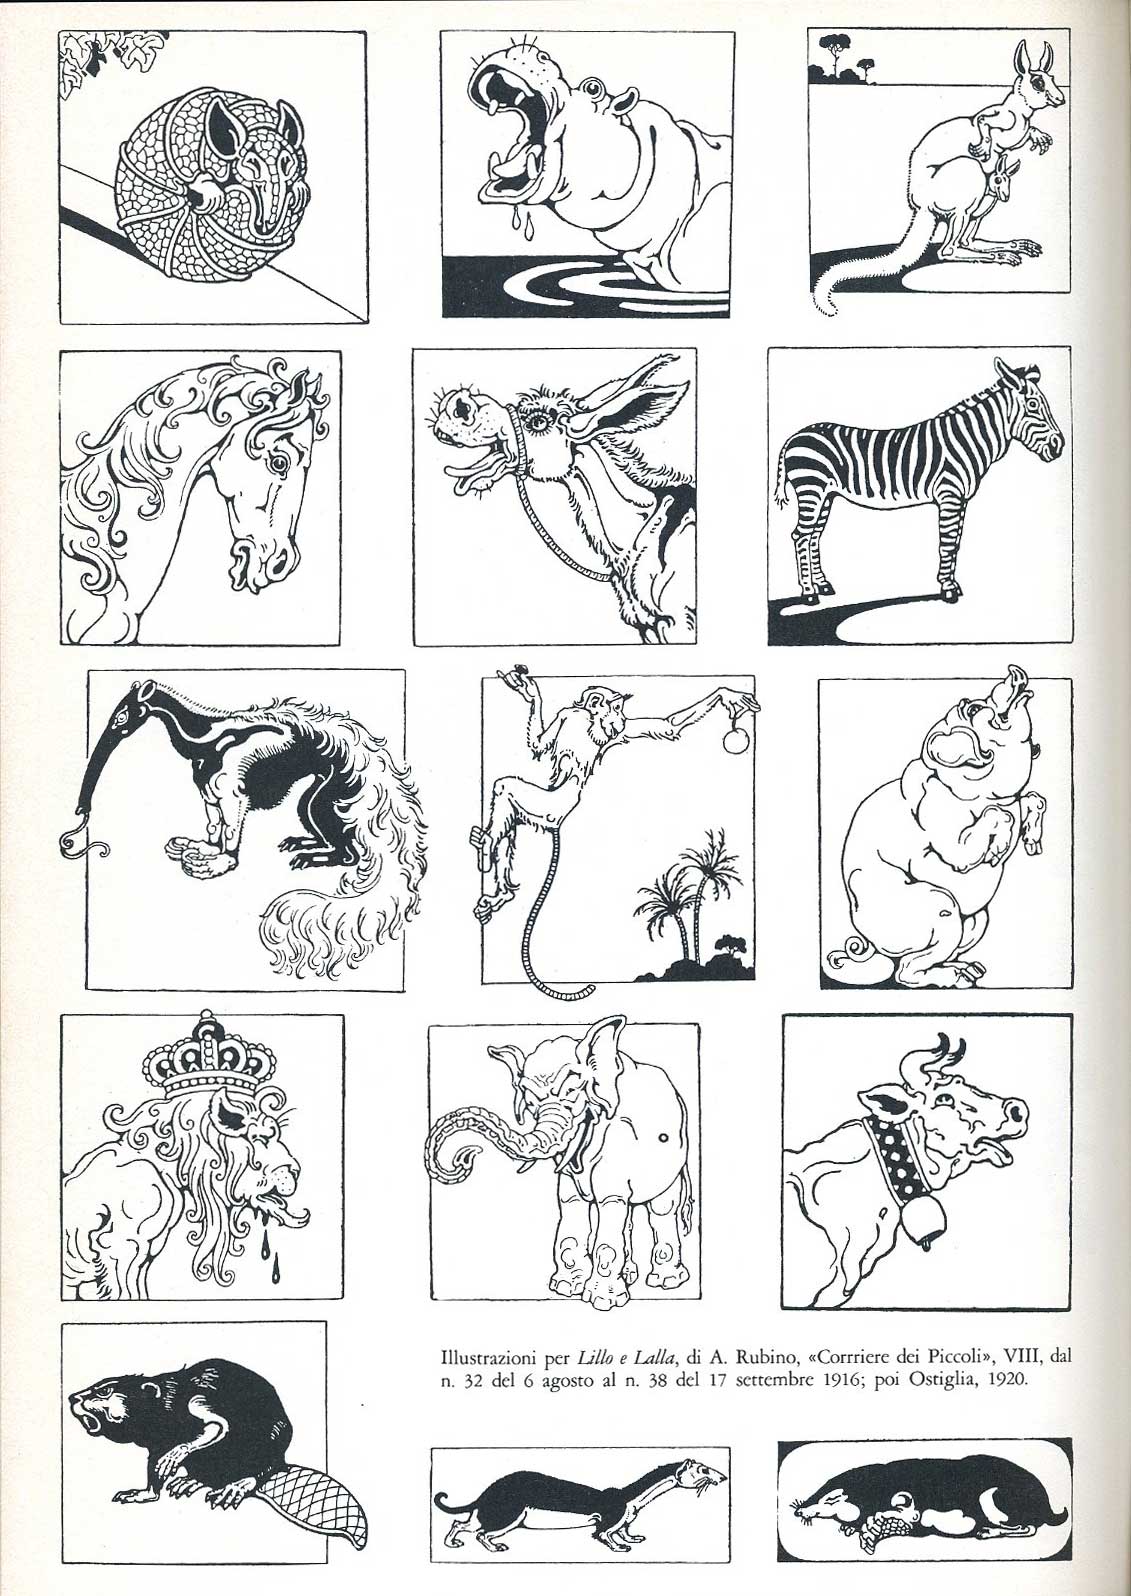 Illustrazioni per Lillo e Lalla, di A. Rubino, «Corrriere dei Piccoli», VIII, dal
n. 32 del 6 agosto al n. 38 del 17 settembre 1916; poi Ostiglia, 1920.